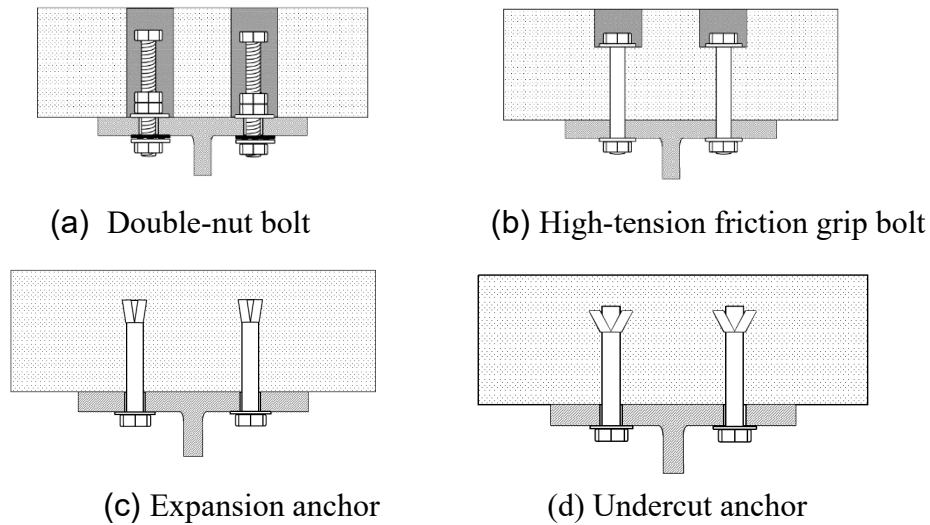 (a) Double-nut bolt
(b) High-tension friction grip bolt
(c) Expansion anchor
(d) Undercut anchor